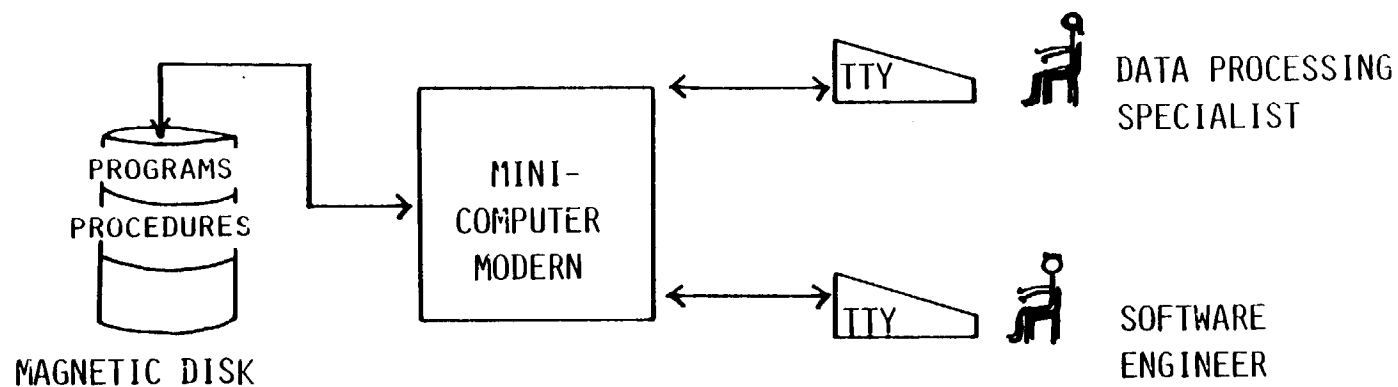 PROGRAMS
PROCEDURES
MAGNETIC DISK
MINI-
COMPUTER
MODERN
TTY
DATA PROCESSING
SPECIALIST
TTY
SOFTWARE
ENGINEER